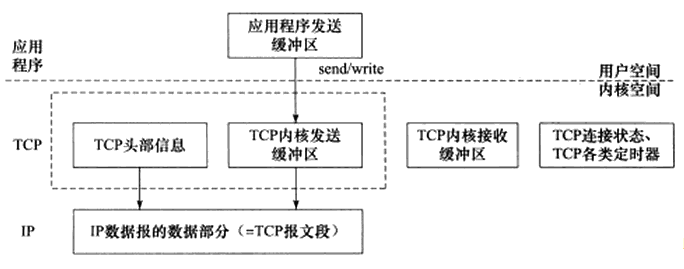 应用程序发送
缓冲区
应用
程序
send/write
用户空间
内核空间
TCP
TCP头部信息
TCP内核发送
缓冲区
TCP内核接收
缓冲区
TCP连接状态、
TCP各类定时器
IP
IP数据报的数据部分（=TCP报文段）